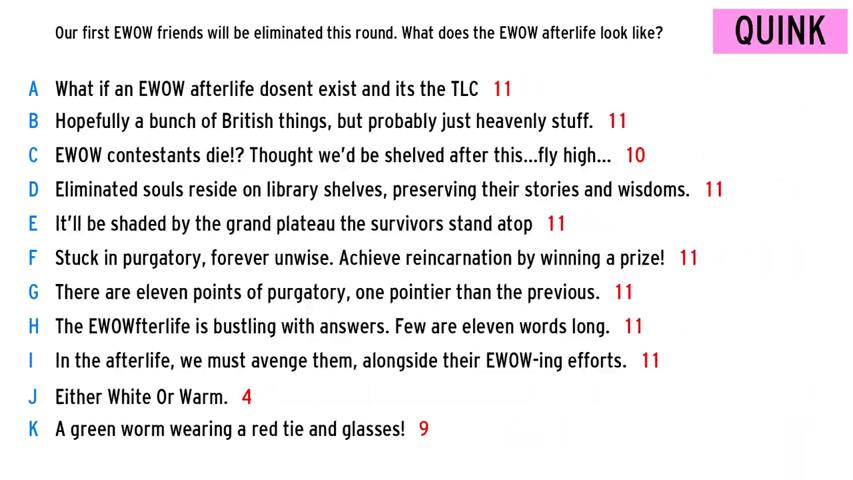 Our first EWOW friends will be eliminated this round. What does the EWOW afterlife look like?
QUINK
A What if an EWOW afterlife dosent exist and its the TLC 11
B Hopefully a bunch of British things, but probably just heavenly stuff. 11
C EWOW contestants die!? Thought we'd be shelved after this...fly high... 10
D Eliminated souls reside on library shelves, preserving their stories and wisdoms. 11
E It'll be shaded by the grand plateau the survivors stand atop 11
F Stuck in purgatory, forever unwise. Achieve reincarnation by winning a prize! 11
G There are eleven points of purgatory, one pointier than the previous. 11
H The EWOWfterlife is bustling with answers. Few are eleven words long. 11
I In the afterlife, we must avenge them, alongside their EWOW-ing efforts. 11
J Either White Or Warm. 4
K A green worm wearing a red tie and glasses! 9